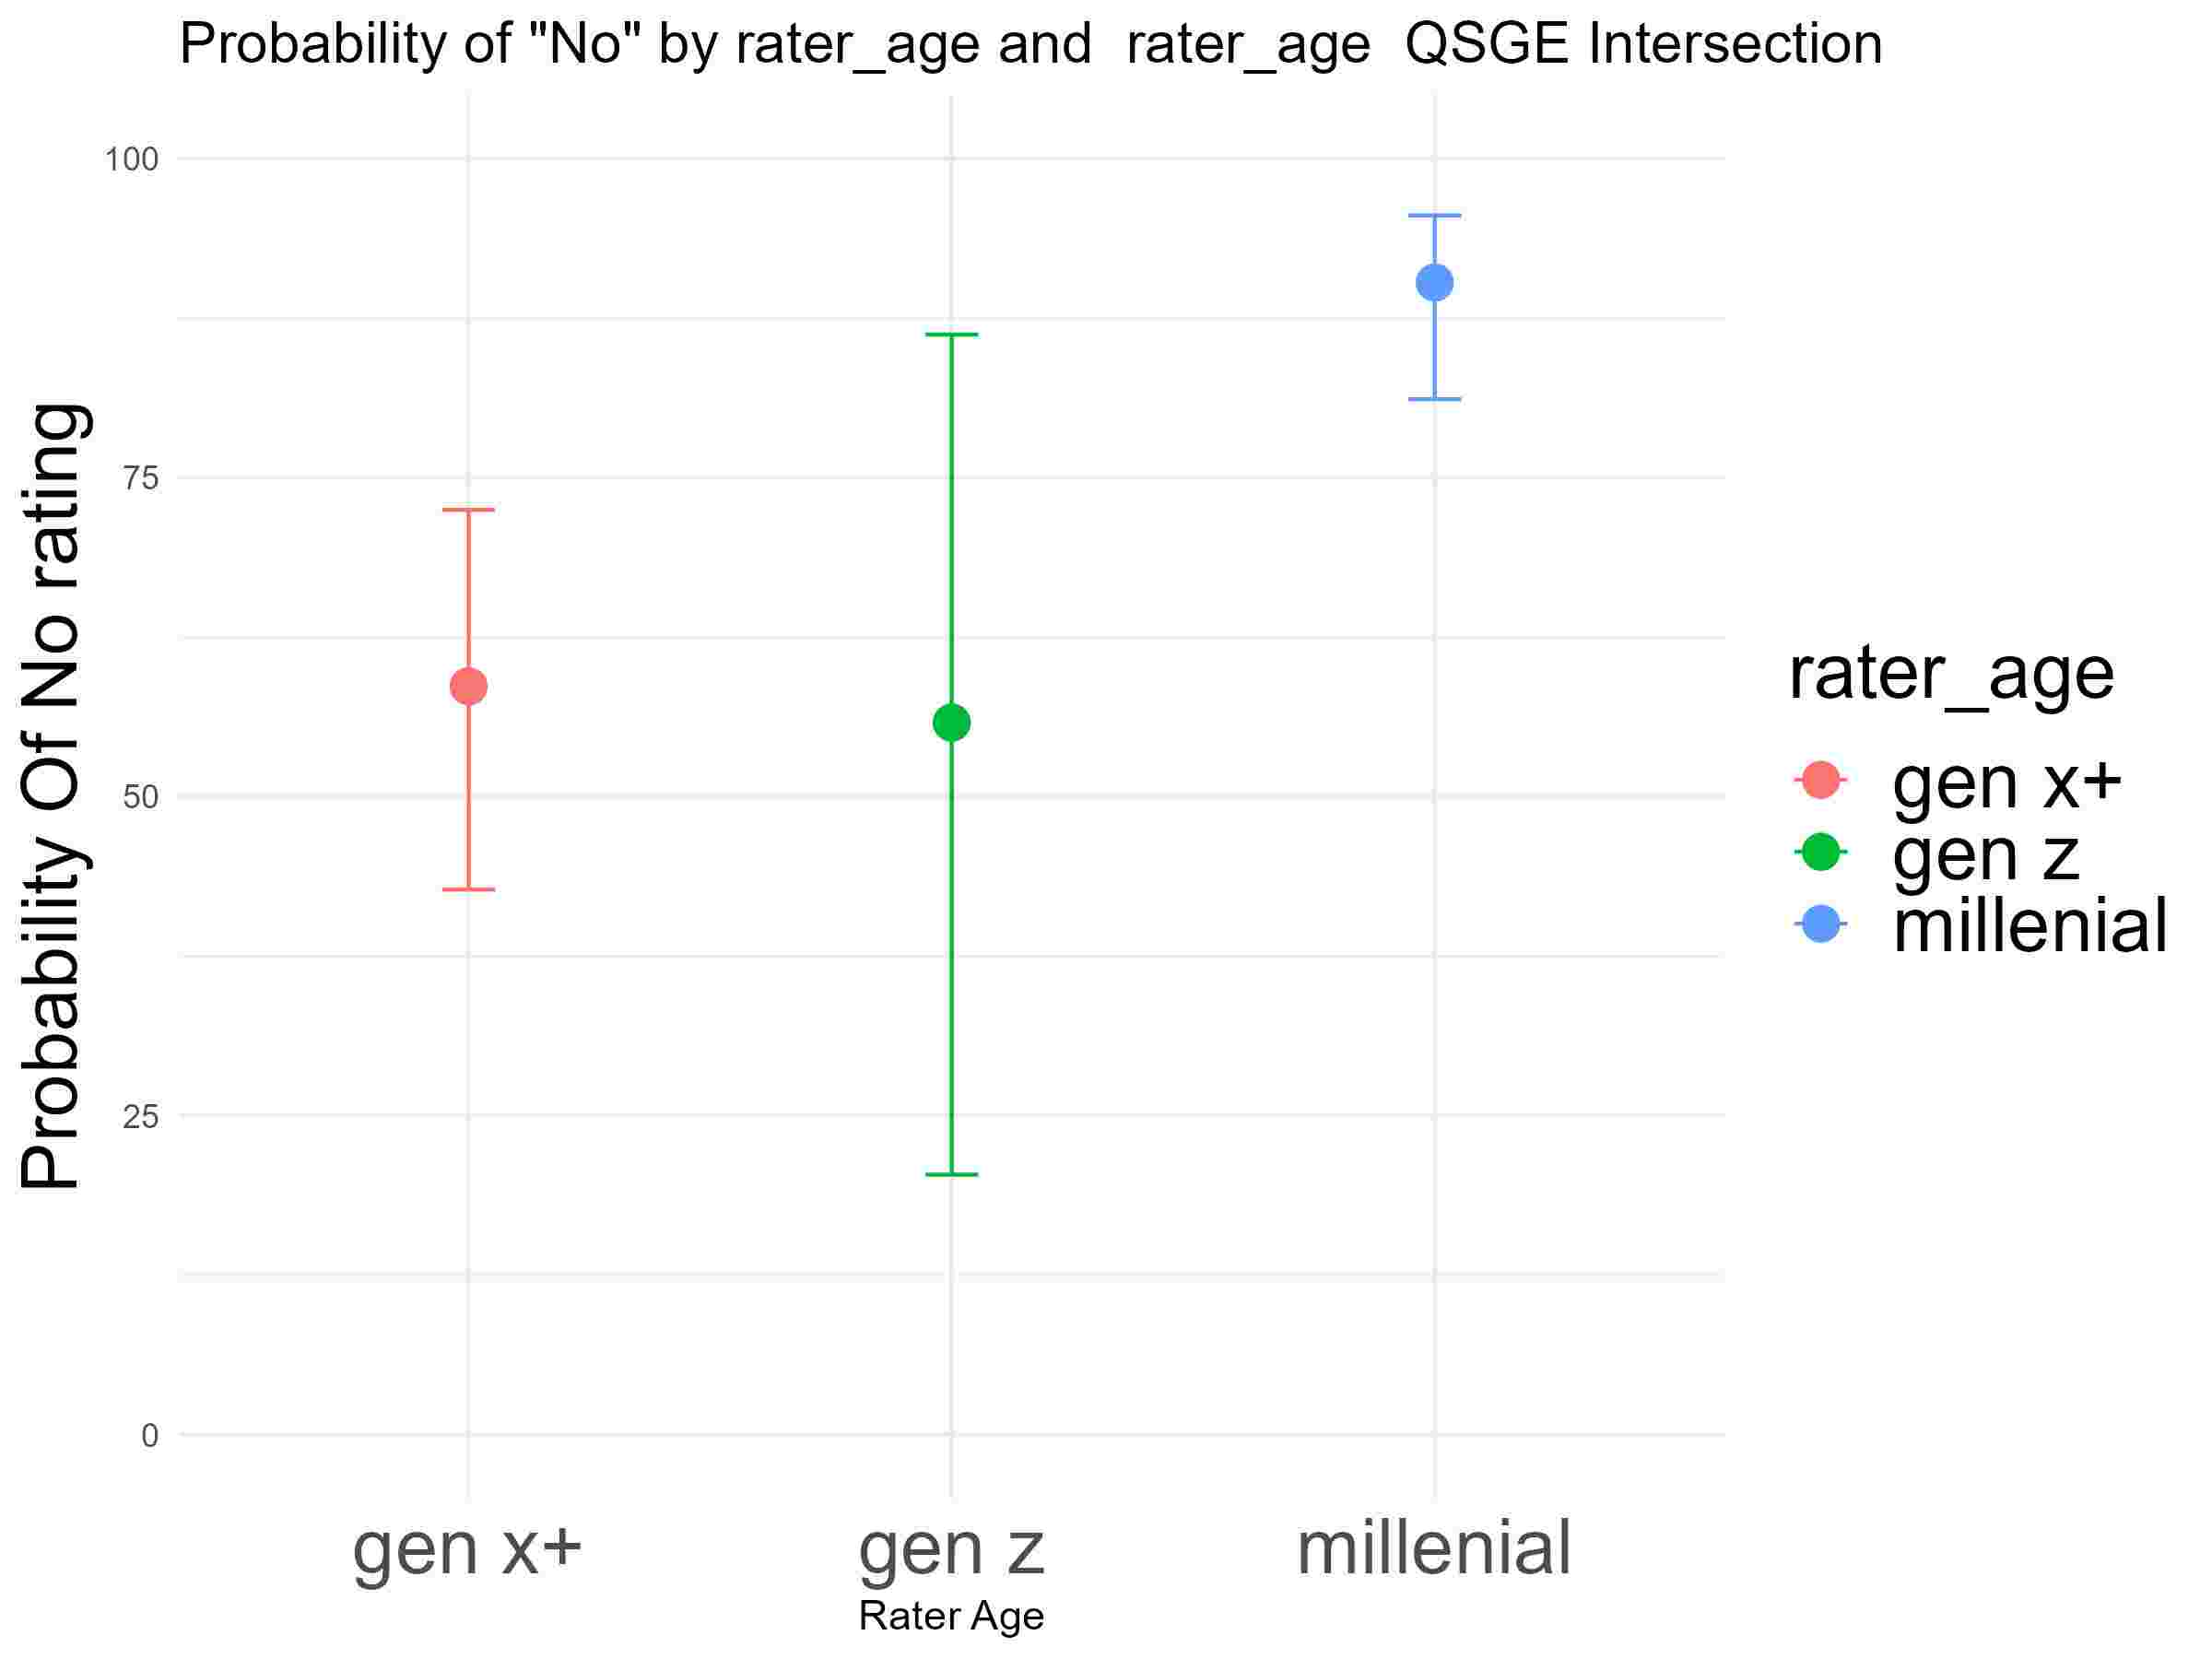 Probability of "No" by rater_age and  rater_age  QSGE Intersection
Probability Of No rating
100
75
50
25
0
gen x+
gen z
millenial
Rater Age
rater_age
gen x+
gen z
millenial